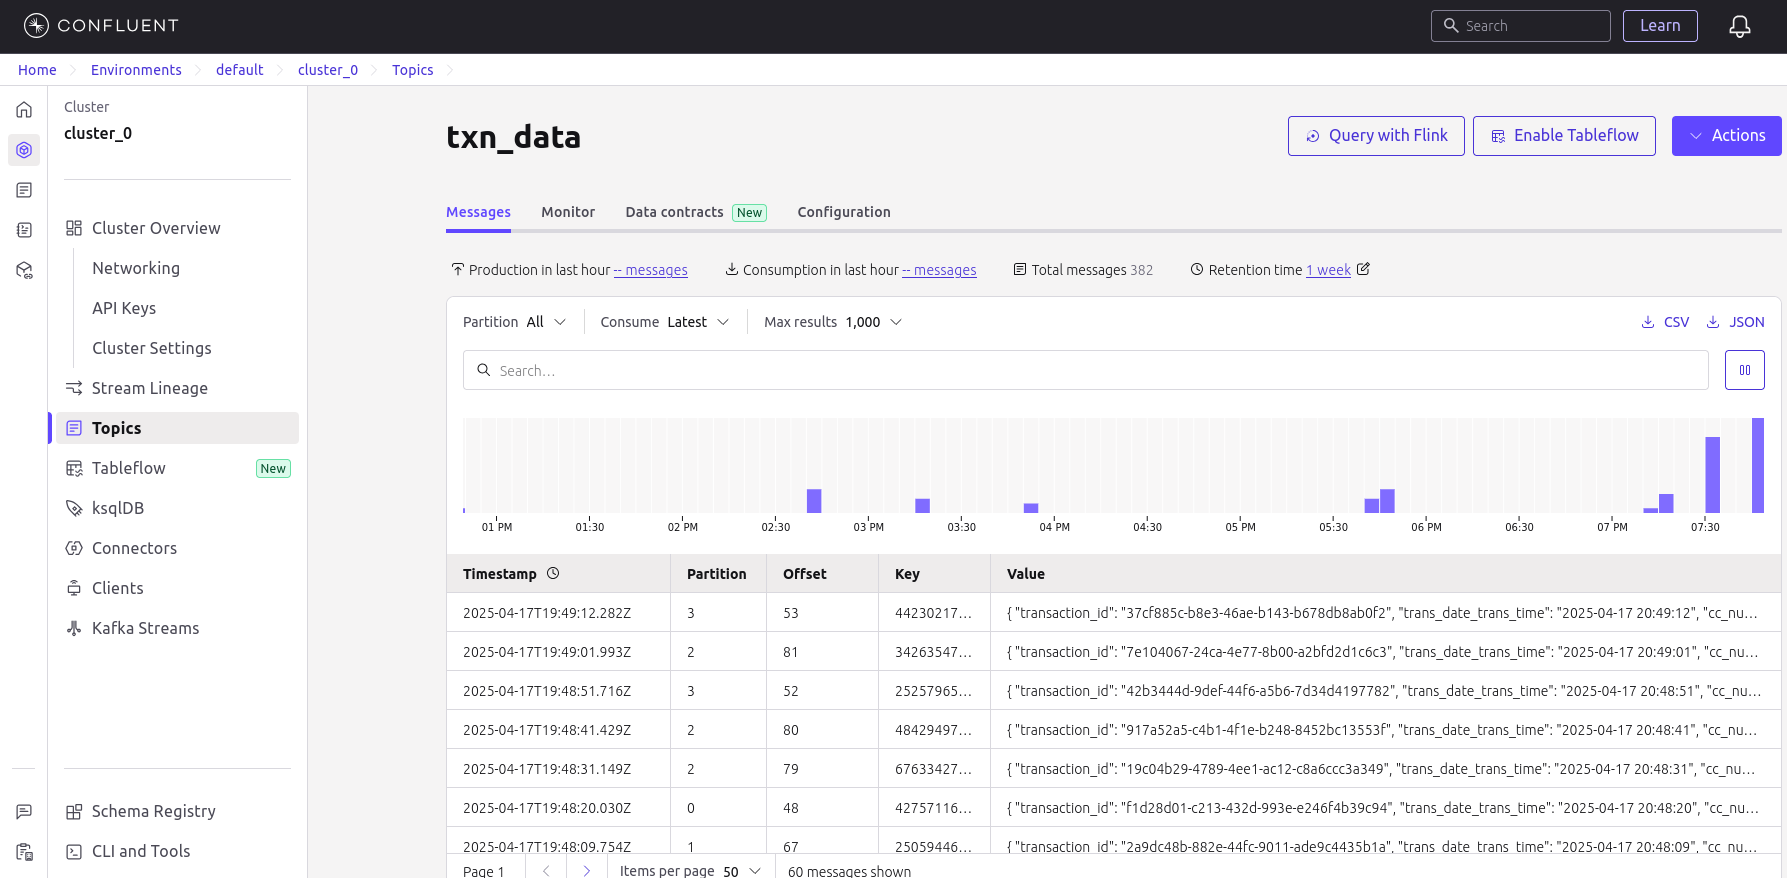 CONFLUENT
Search
Learn
Home
Environments
default
cluster_0
Topics
Cluster
cluster_0
Cluster Overview
Networking
API Keys
Cluster Settings
Stream Lineage
Topics
Tableflow New
ksqlDB
Connectors
Clients
Kafka Streams
Schema Registry
CLI and Tools
txn_data
Query with Flink
Enable Tableflow
Actions
Messages Monitor Data contracts New Configuration
Production in last hour -- messages Consumption in last hour -- messages Total messages 382 Retention time 1 week
Partition All Consume Latest Max results 1,000 CSV JSON
Search...
01 PM 01:30 02 PM 02:30 03 PM 03:30 04 PM 04:30 05 PM 05:30 06 PM 06:30 07 PM 07:30
Timestamp Partition Offset Key Value
2025-04-17T19:49:12.282Z 3 53 44230217... { "transaction_id": "37cf885c-b8e3-46ae-b143-b678db8ab0f2", "trans_date_trans_time": "2025-04-17 20:49:12", "cc_nu...
2025-04-17T19:49:01.993Z 2 81 34263547... { "transaction_id": "7e104067-24ca-4e77-8b00-a2bfd2d1c6c3", "trans_date_trans_time": "2025-04-17 20:49:01", "cc_nu...
2025-04-17T19:48:51.716Z 3 52 25257965... { "transaction_id": "42b3444d-9def-44f6-a5b6-7d34d4197782", "trans_date_trans_time": "2025-04-17 20:48:51", "cc_nu...
2025-04-17T19:48:41.429Z 2 80 48429497... { "transaction_id": "917a52a5-c4b1-4f1e-b248-8452bc13553f", "trans_date_trans_time": "2025-04-17 20:48:41", "cc_nu...
2025-04-17T19:48:31.149Z 2 79 67633427... { "transaction_id": "19c04b29-4789-4ee1-ac12-c8a6ccc3a349", "trans_date_trans_time": "2025-04-17 20:48:31", "cc_nu...
2025-04-17T19:48:20.030Z 0 48 42757116... { "transaction_id": "f1d28d01-c213-432d-993e-e246f4b39c94", "trans_date_trans_time": "2025-04-17 20:48:20", "cc_nu...
2025-04-17T19:48:09.754Z 1 67 25059446... { "transaction_id": "2a9dc48b-882e-44fc-9011-ade9c4435b1a", "trans_date_trans_time": "2025-04-17 20:48:09", "cc_nu...
Page 1 Items per page 50 60 messages shown